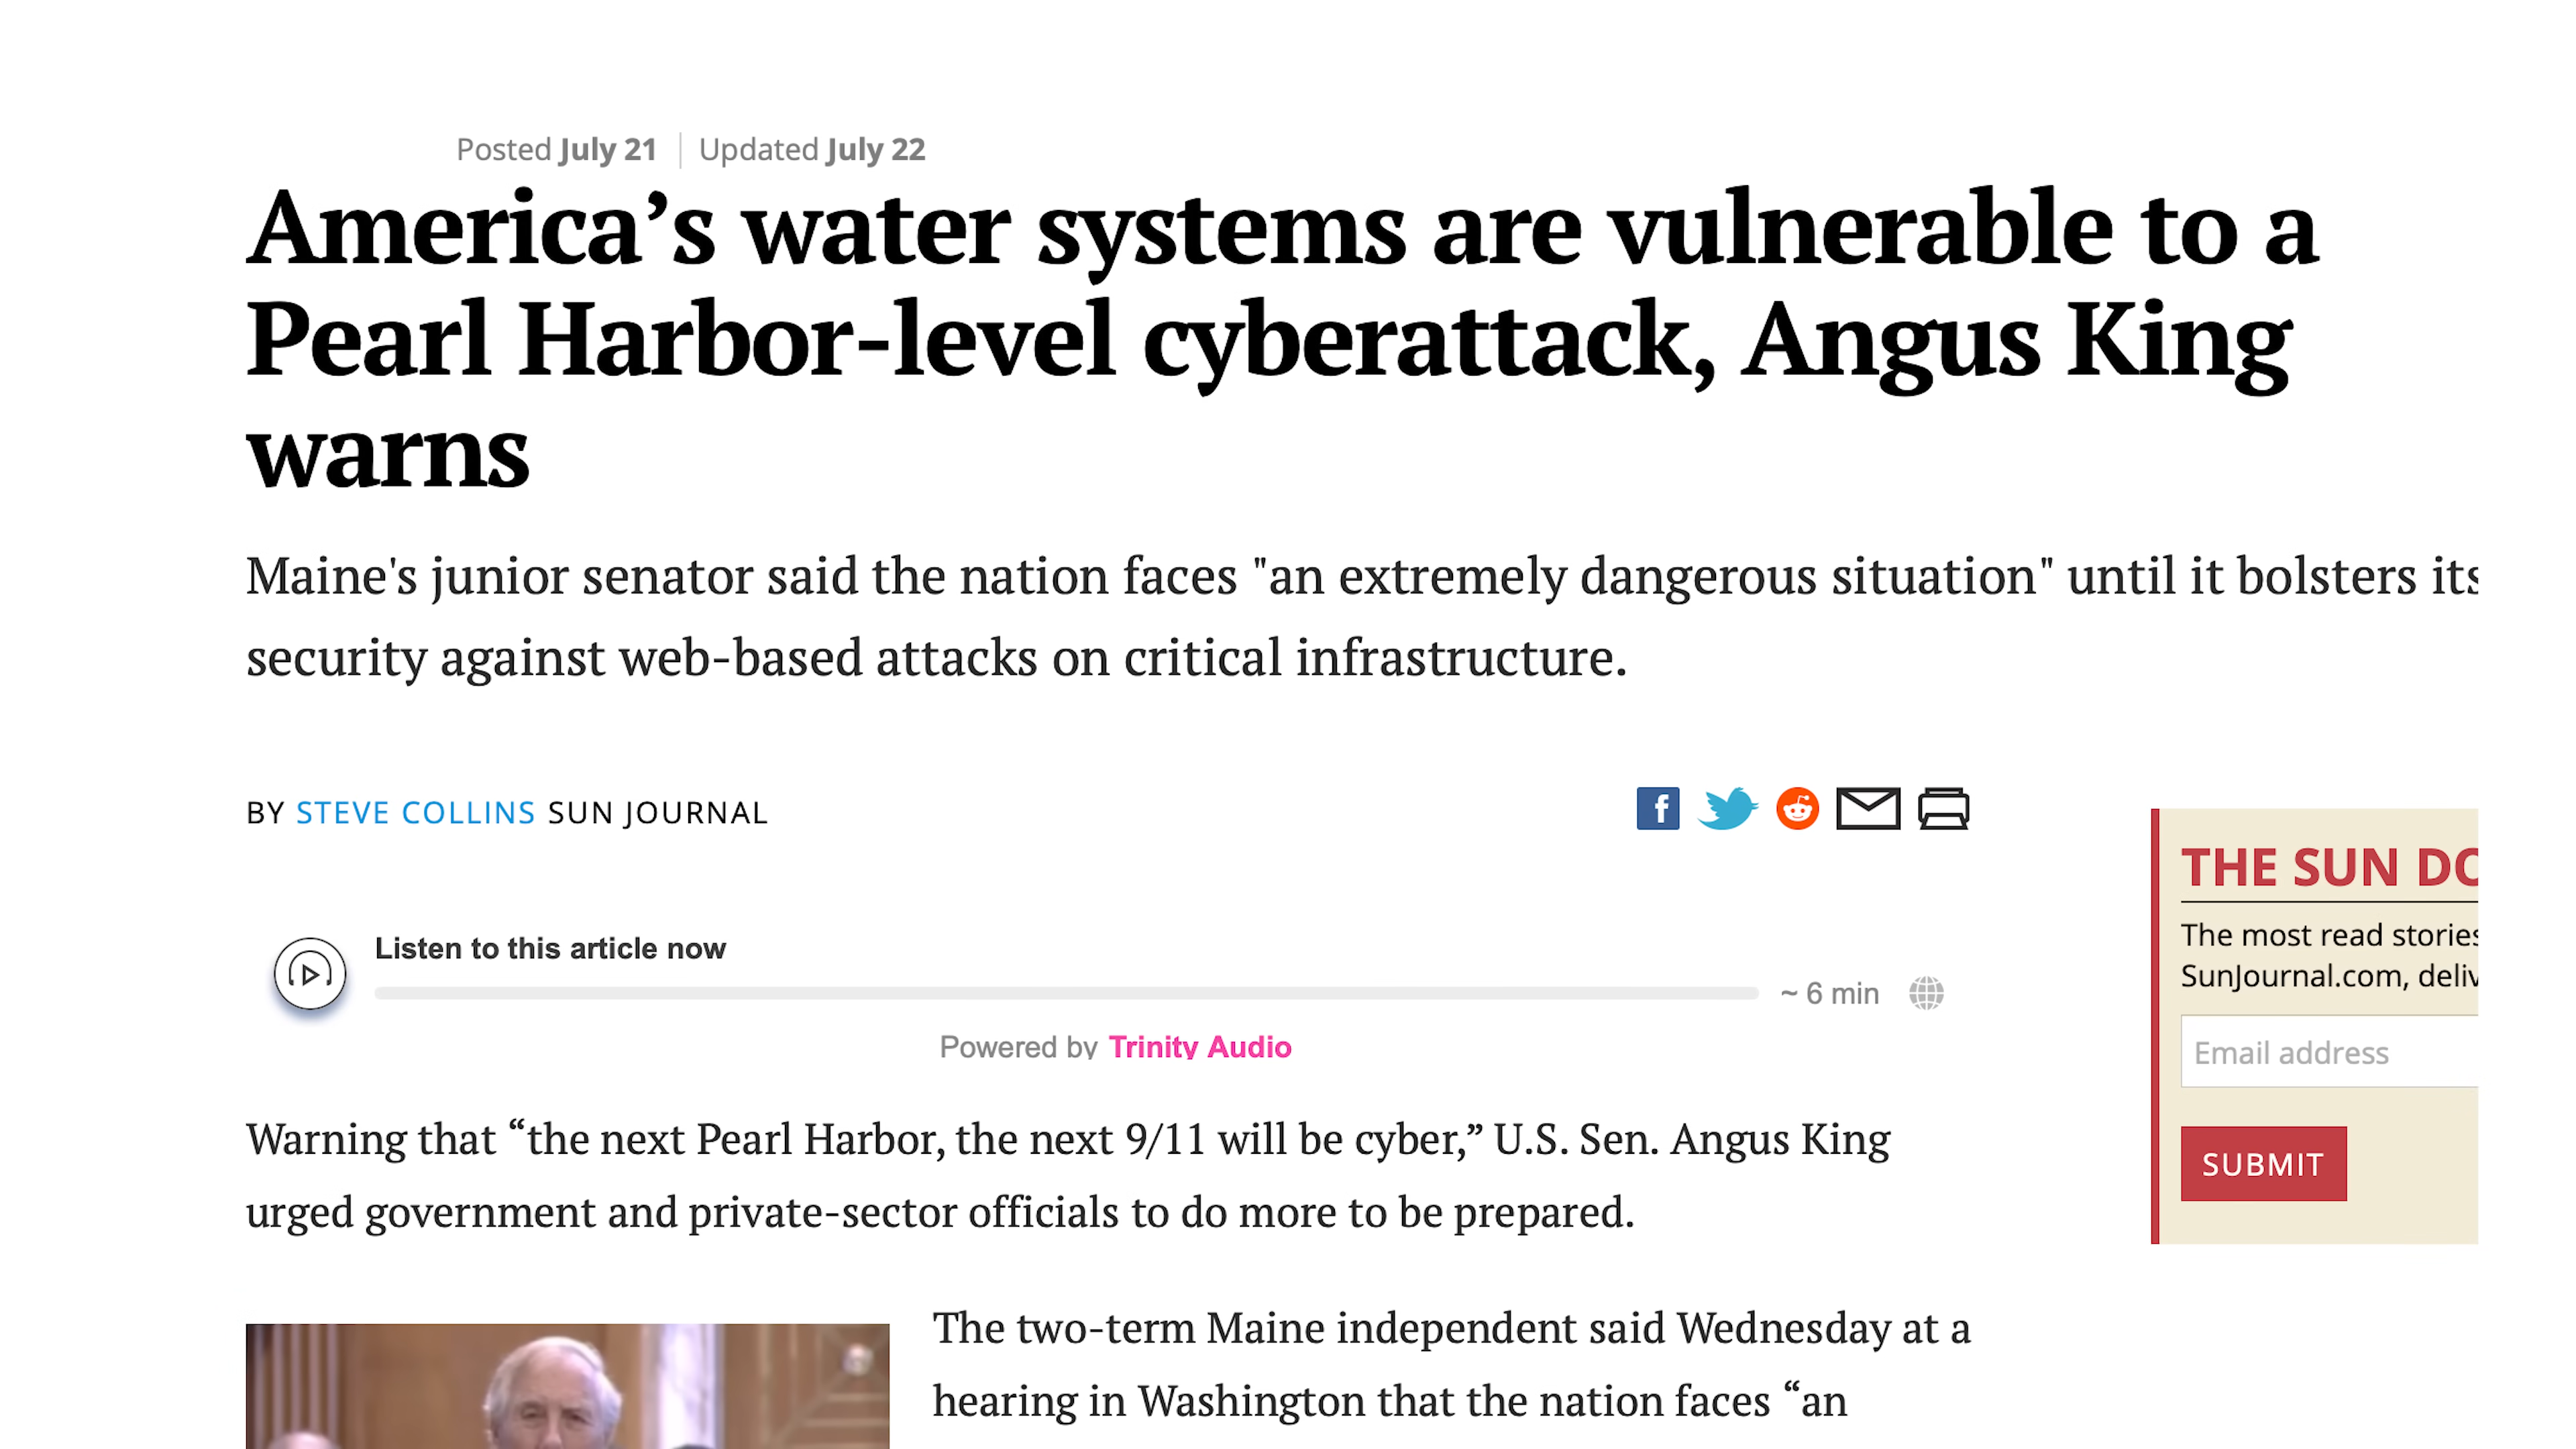 Posted July 21 | Updated July 22
America’s water systems are vulnerable to a
Pearl Harbor-level cyberattack, Angus King
warns
Maine's junior senator said the nation faces "an extremely dangerous situation" until it bolsters its
security against web-based attacks on critical infrastructure.
BY STEVE COLLINS SUN JOURNAL
Listen to this article now
~ 6 min
Powered by Trinity Audio
THE SUN
The most read stories
SunJournal.com,
Email address
SUBMIT
Warning that “the next Pearl Harbor, the next 9/11 will be cyber,” U.S. Sen. Angus King
urged government and private-sector officials to do more to be prepared.
The two-term Maine independent said Wednesday at a
hearing in Washington that the nation faces “an